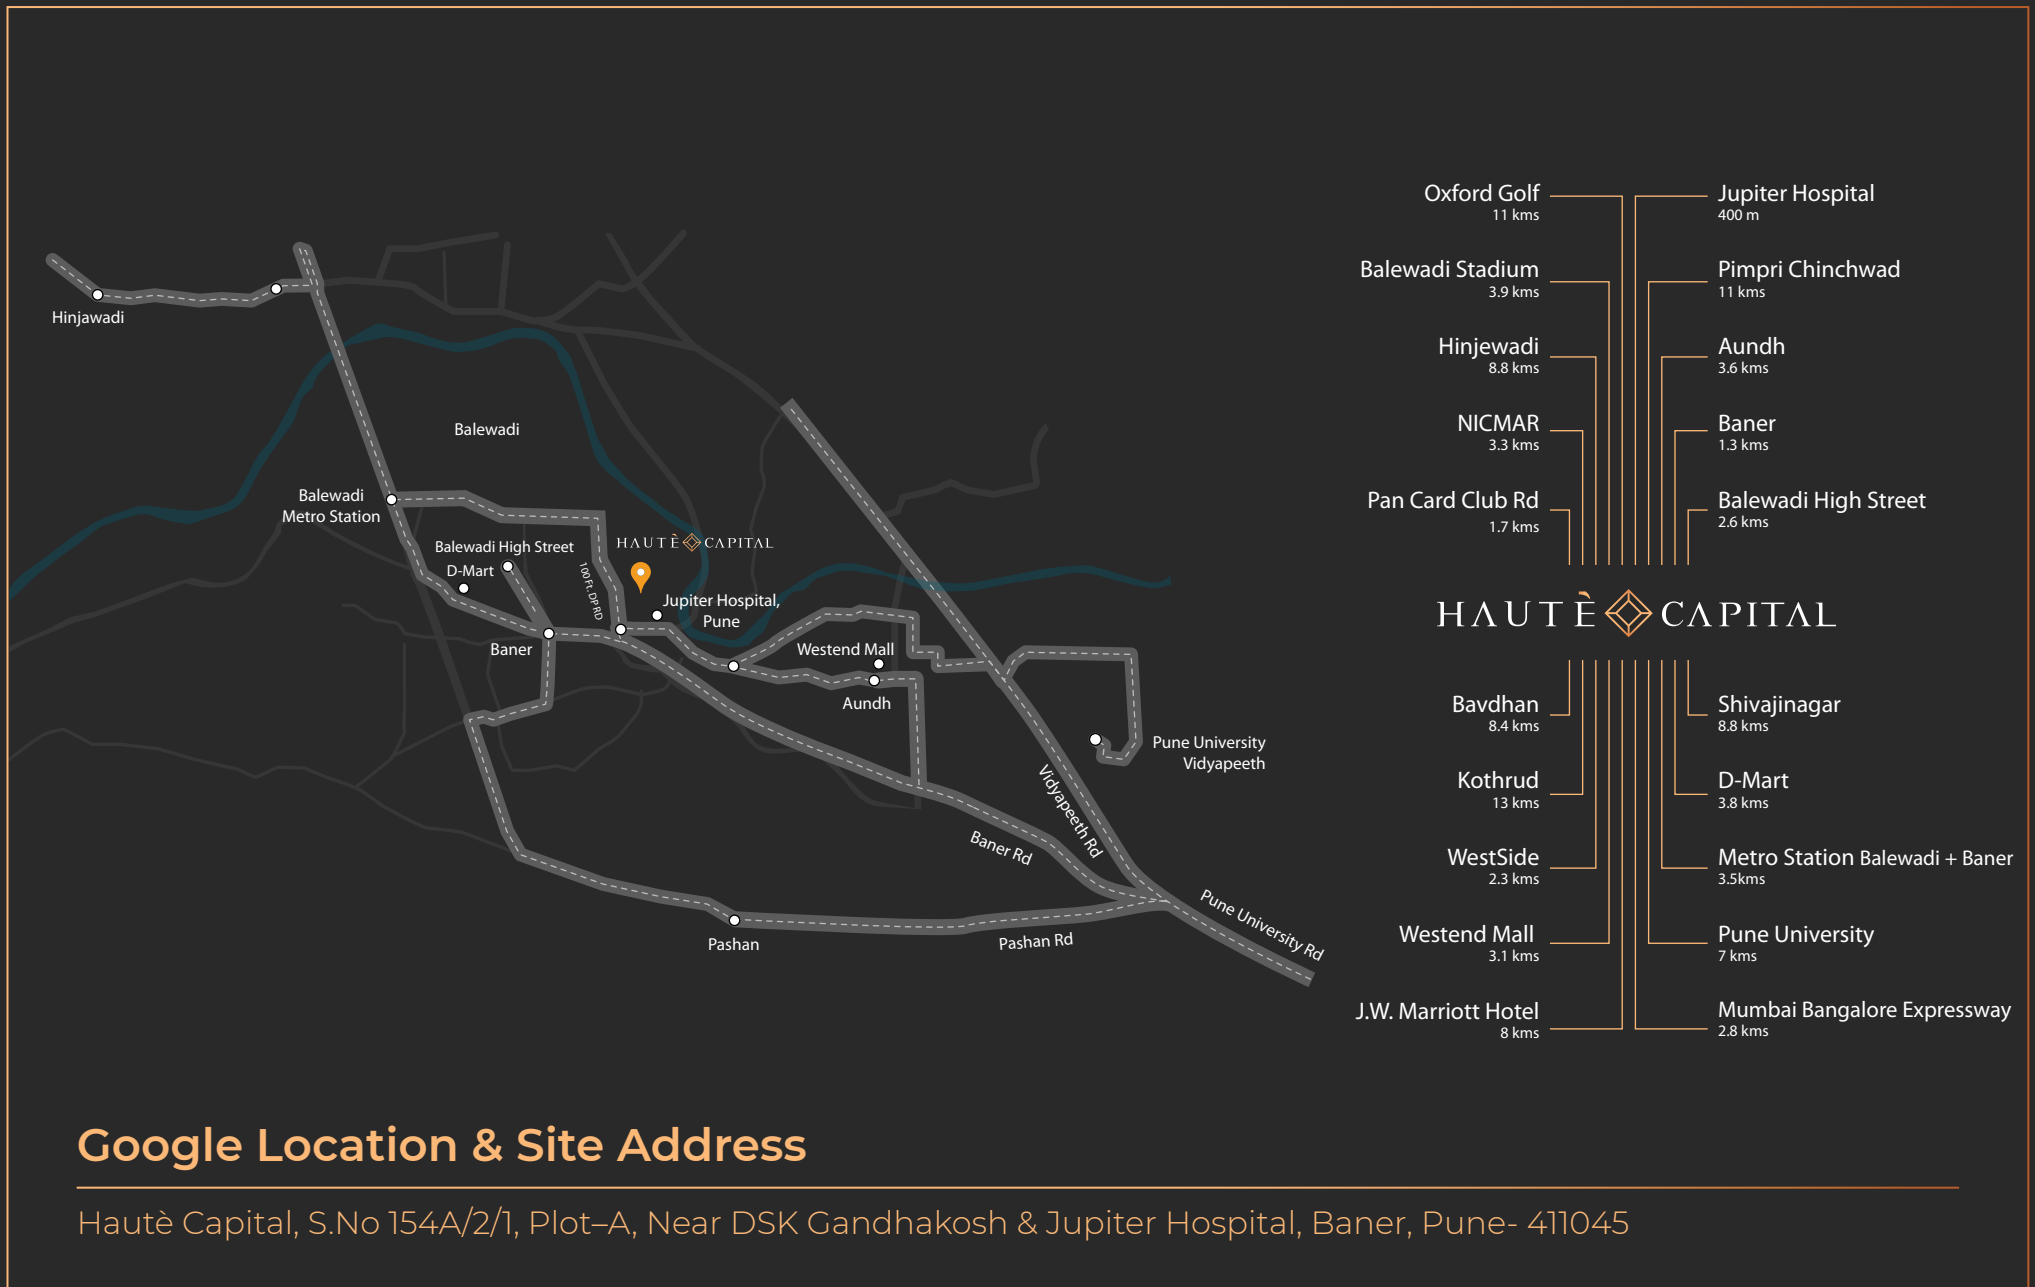 Hinjawadi
Balewadi
Balewadi
Metro Station
Balewadi High Street
D-Mart
100 Ft. DP RD
HAUTÈ CAPITAL
Jupiter Hospital,
Pune
Baner
Westend Mall
Aundh
Pune University
Vidyapeeth
Vidyapeeth Rd
Baner Rd
Pune University Rd
Pashan
Pashan Rd
Oxford Golf
11 kms
Balewadi Stadium
3.9 kms
Hinjewadi
8.8 kms
NICMAR
3.3 kms
Pan Card Club Rd
1.7 kms
Jupiter Hospital
400 m
Pimpri Chinchwad
11 kms
Aundh
3.6 kms
Baner
1.3 kms
Balewadi High Street
2.6 kms
HAUTÈ CAPITAL
Bavdhan
8.4 kms
Kothrud
13 kms
WestSide
2.3 kms
Westend Mall
3.1 kms
J.W. Marriott Hotel
8 kms
Shivajinagar
8.8 kms
D-Mart
3.8 kms
Metro Station Balewadi + Baner
3.5kms
Pune University
7 kms
Mumbai Bangalore Expressway
2.8 kms
Google Location & Site Address
Hautè Capital, S.No 154A/2/1, Plot–A, Near DSK Gandhakosh & Jupiter Hospital, Baner, Pune- 411045